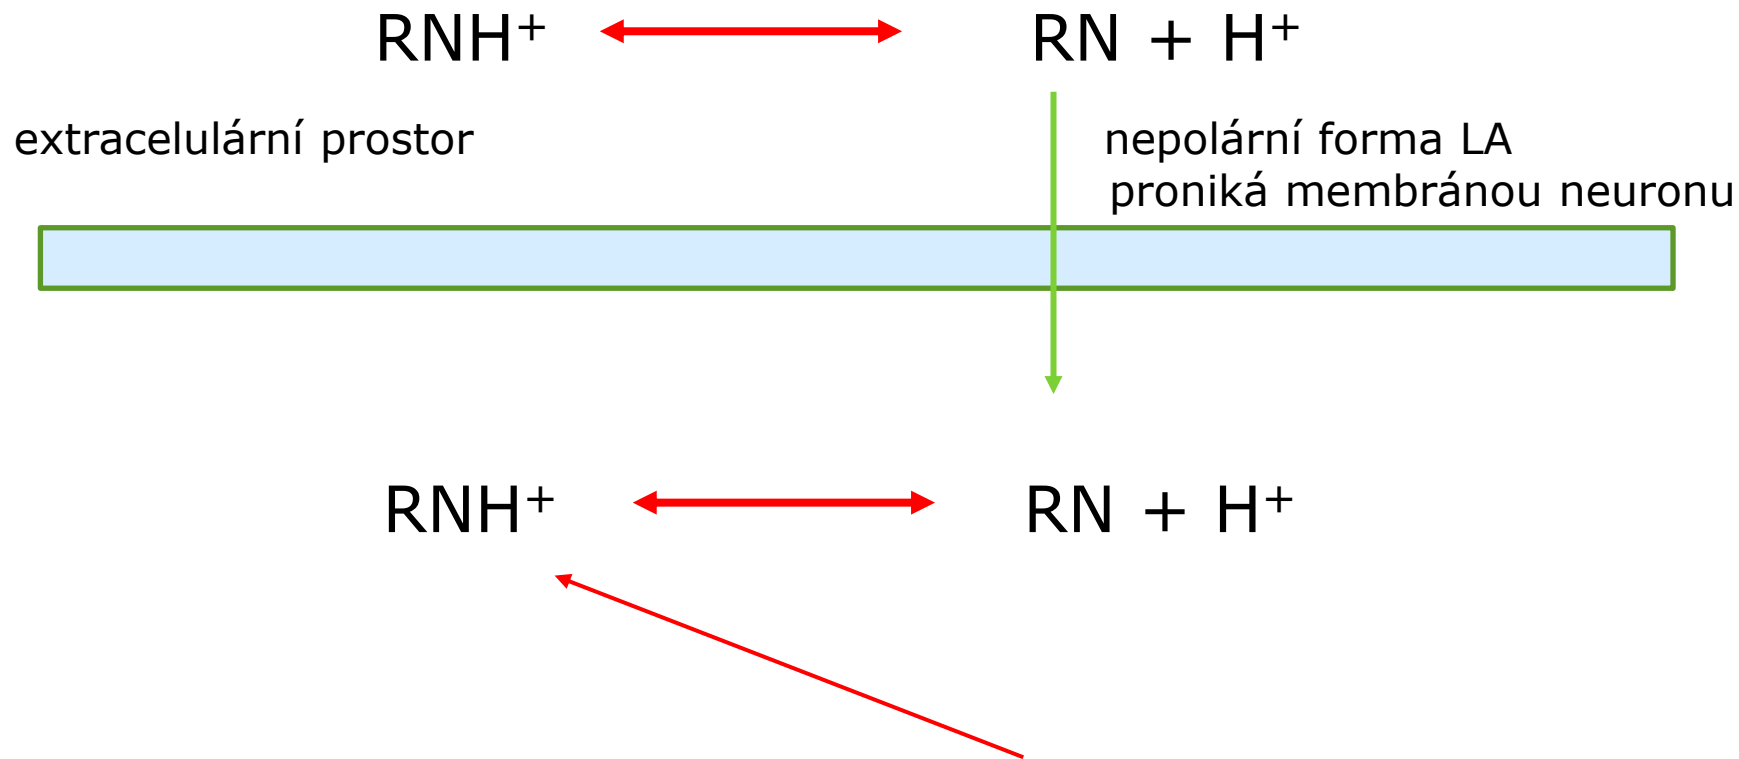 RNH⁺ RN + H⁺
extracelulární prostor
nepolární forma LA
proniká membránou neuronu
RNH⁺ RN + H⁺